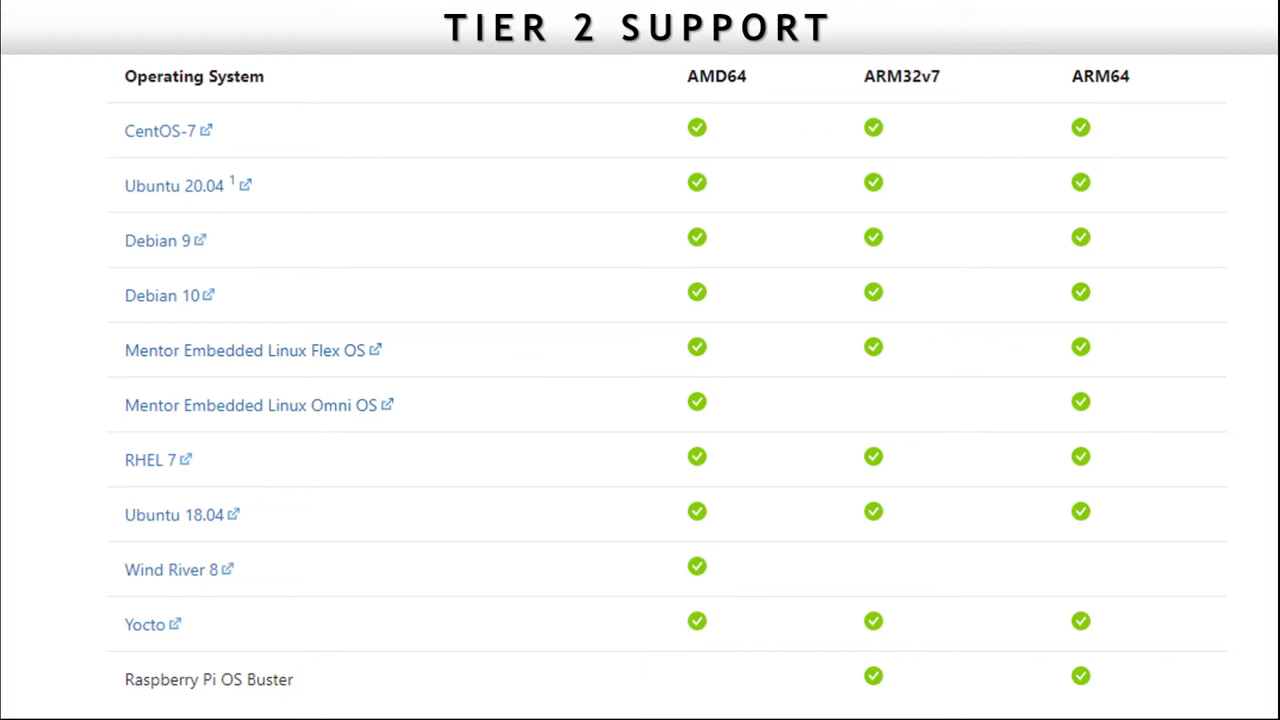 TIER 2 SUPPORT
Operating System AMD64 ARM32v7 ARM64
CentOS-7
Ubuntu 20.04 1
Debian 9
Debian 10
Mentor Embedded Linux Flex OS
Mentor Embedded Linux Omni OS
RHEL 7
Ubuntu 18.04
Wind River 8
Yocto
Raspberry Pi OS Buster